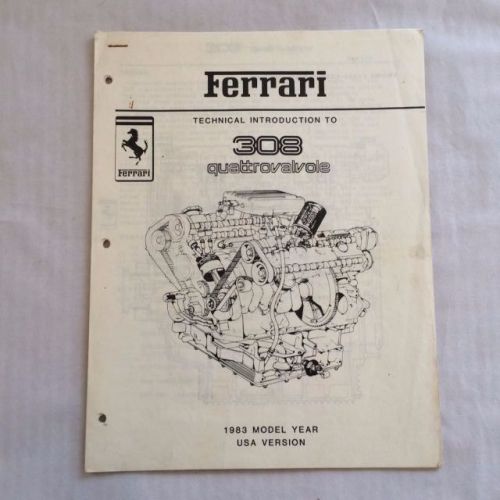 Ferrari
TECHNICAL INTRODUCTION TO
308
quattrovalvole
Ferrari
1983 MODEL YEAR
USA VERSION